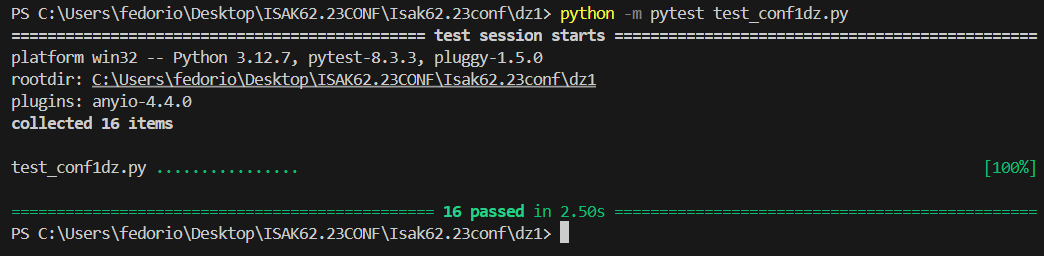 PS C:\Users\fedorio\Desktop\ISAK62.23CONF\Isak62.23conf\dz1> python -m pytest test_conf1dz.py
============================================== test session starts ===============================================
platform win32 -- Python 3.12.7, pytest-8.3.3, pluggy-1.5.0
rootdir: C:\Users\fedorio\Desktop\ISAK62.23CONF\Isak62.23conf\dz1
plugins: anyio-4.4.0
collected 16 items
test_conf1dz.py ................ [100%]
=============================================== 16 passed in 2.50s ===============================================
PS C:\Users\fedorio\Desktop\ISAK62.23CONF\Isak62.23conf\dz1>